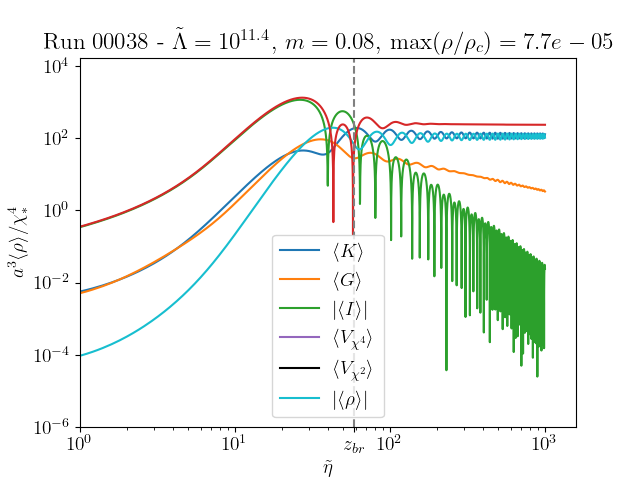 Run 00038 - Λ̃ = 10^{11.4}, m = 0.08, max(ρ/ρ_c) = 7.7e − 05
a³⟨ρ⟩/χ_*^4
10^4
10^2
10^0
10^{−2}
10^{−4}
10^{−6}
⟨K⟩
⟨G⟩
|⟨I⟩|
⟨V_{χ^4}⟩
⟨V_{χ^2}⟩
|⟨ρ⟩|
10^0
10^1
z_{br}
10^2
10^3
η̃